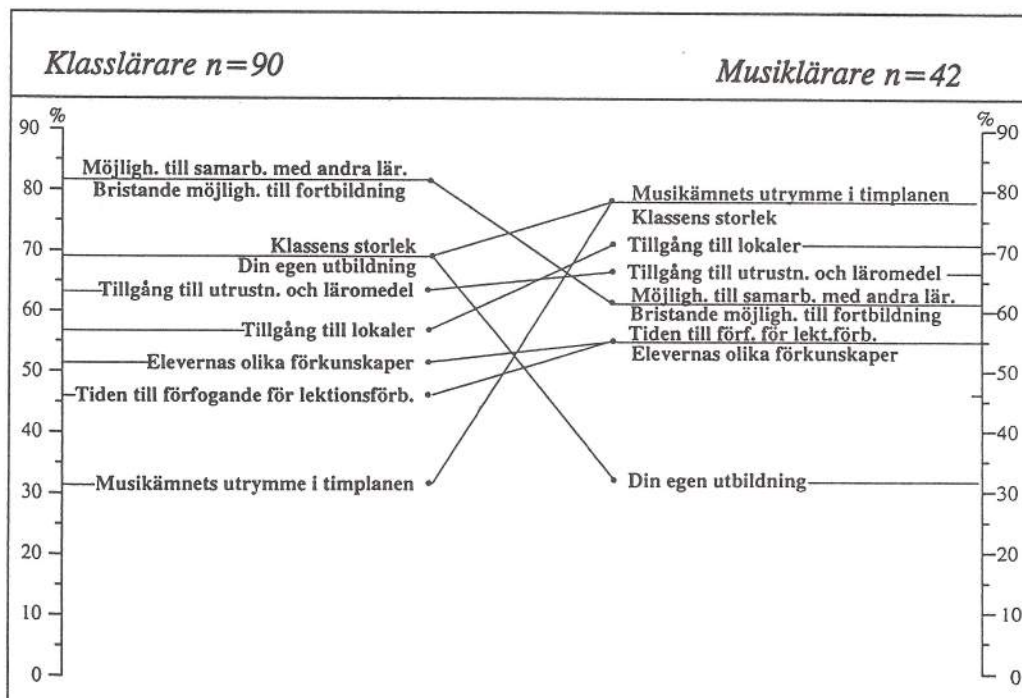 Klasslärare n=90
Musiklärare n=42
%
90
80
70
60
50
40
30
20
10
0
Möjligh. till samarb. med andra lär.
Bristande möjligh. till fortbildning
Klassens storlek
Din egen utbildning
Tillgång till utrustn. och läromedel
Tillgång till lokaler
Elevernas olika förkunskaper
Tiden till förfogande för lektionsförb.
Musikämnets utrymme i timplanen
Musikämnets utrymme i timplanen
Klassens storlek
Tillgång till lokaler
Tillgång till utrustn. och läromedel
Möjligh. till samarb. med andra lär.
Bristande möjligh. till fortbildning
Tiden till förf. för lekt.förb.
Elevernas olika förkunskaper
Din egen utbildning
%
90
80
70
60
50
40
30
20
10
0